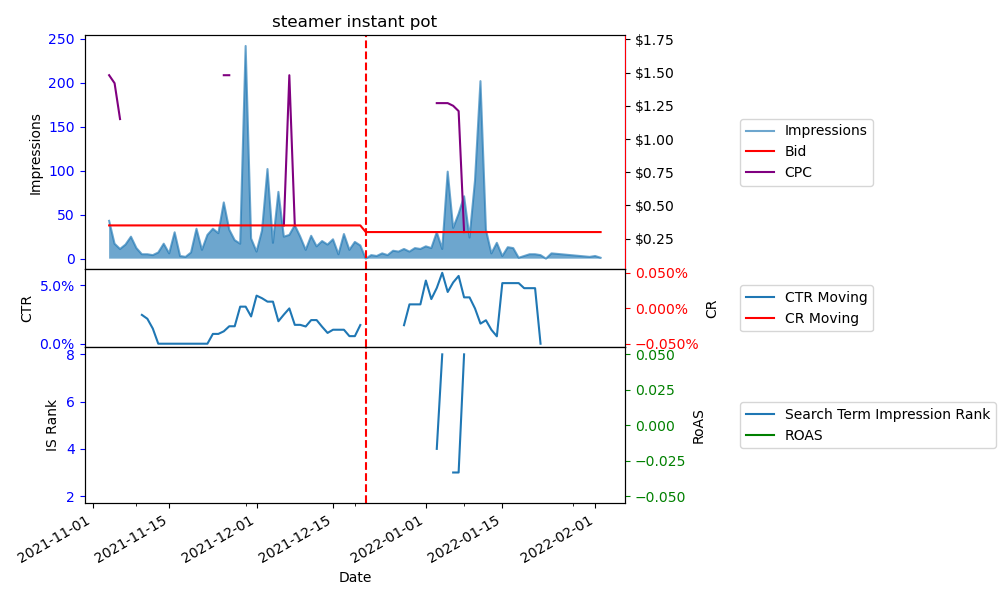 steamer instant pot
250
200
150
100
50
0
Impressions
$1.75
$1.50
$1.25
$1.00
$0.75
$0.50
$0.25
Impressions
Bid
CPC
5.0%
0.0%
CTR
0.050%
0.000%
−0.050%
CR
CTR Moving
CR Moving
8
6
4
2
IS Rank
0.050
0.025
0.000
−0.025
−0.050
RoAS
Search Term Impression Rank
ROAS
2021-11-01
2021-11-15
2021-12-01
2021-12-15
2022-01-01
2022-01-15
2022-02-01
Date